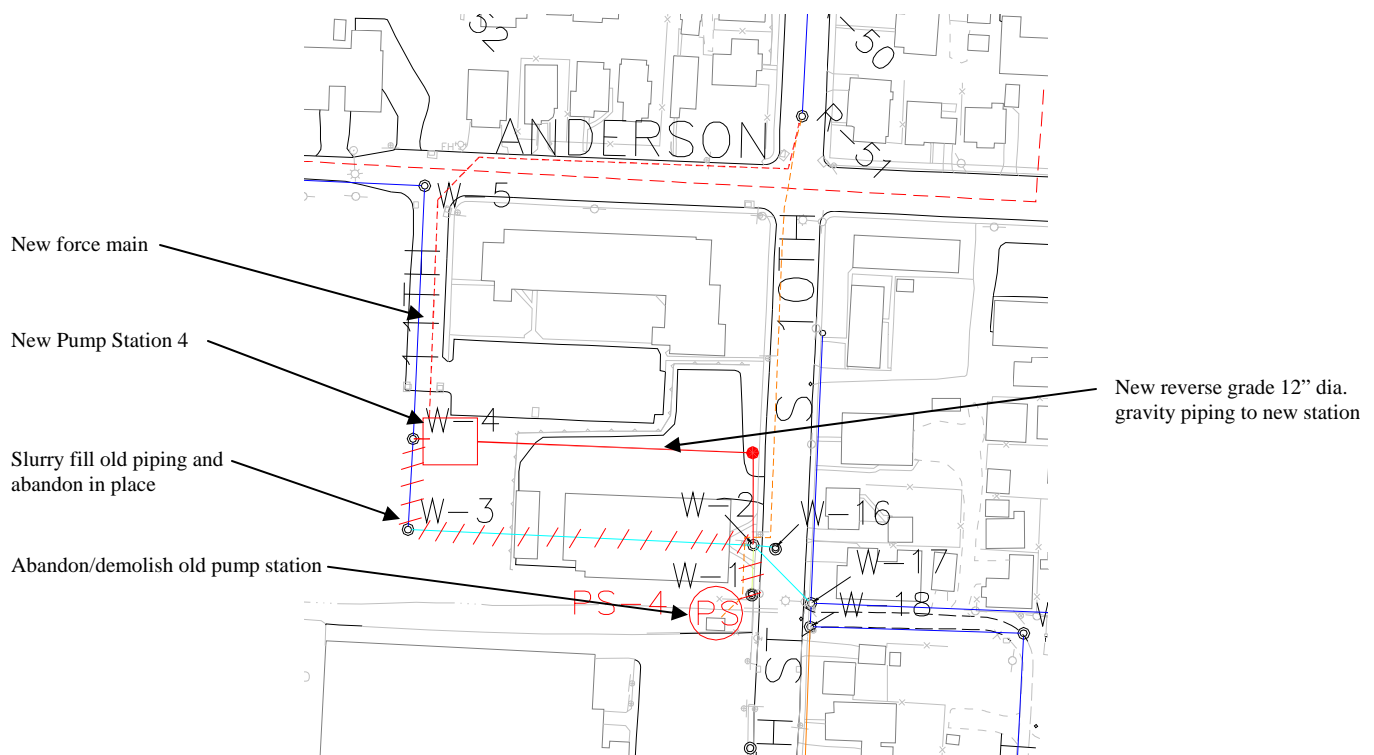 R-50
ANDERSON
R-51
W-5
New force main
New Pump Station 4
W-4
New reverse grade 12” dia.
gravity piping to new station
Slurry fill old piping and
abandon in place
W-3
W-2
W-16
W-17
W-1
W-18
Abandon/demolish old pump station
PS-4
PS